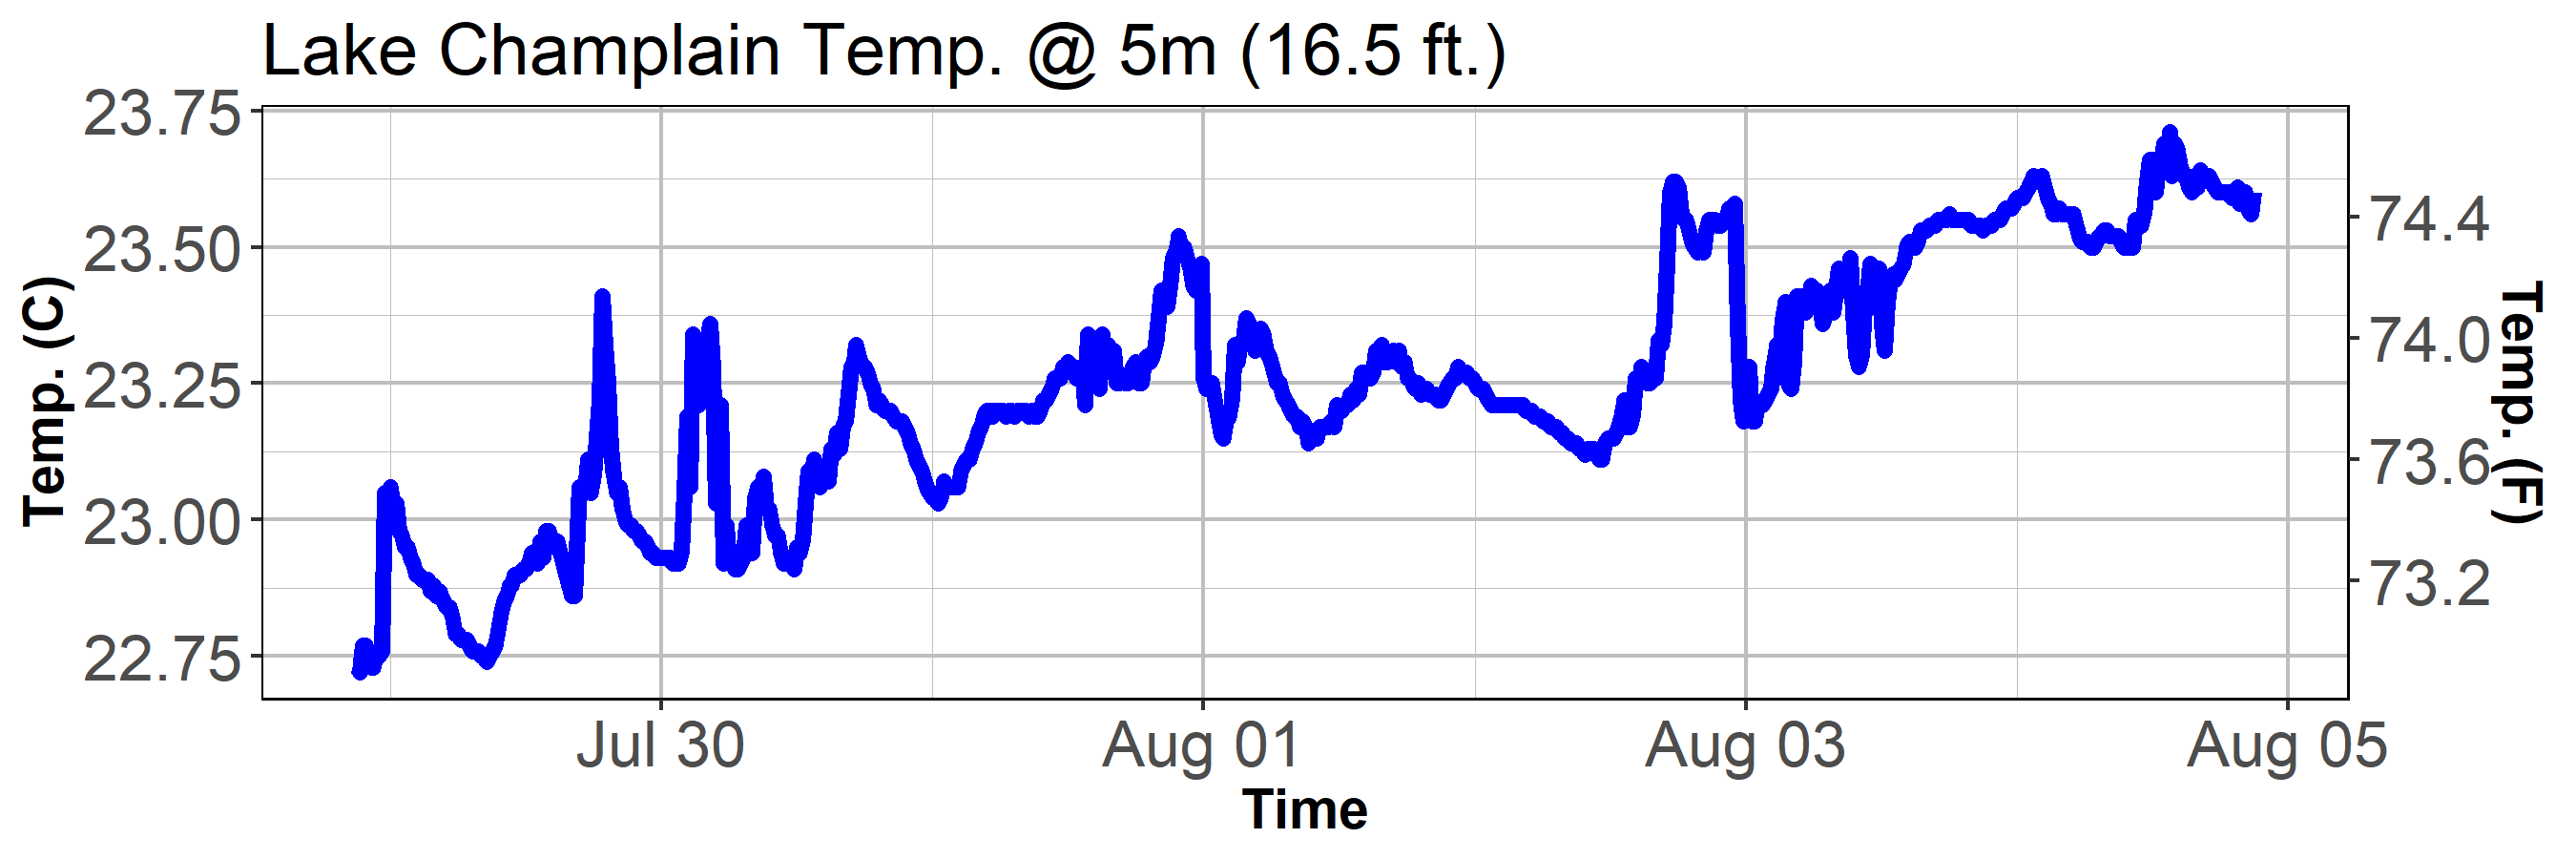 Lake Champlain Temp. @ 5m (16.5 ft.)
Temp. (C)
23.75
23.50
23.25
23.00
22.75
74.4
74.0
73.6
73.2
Temp. (F)
Jul 30
Aug 01
Aug 03
Aug 05
Time